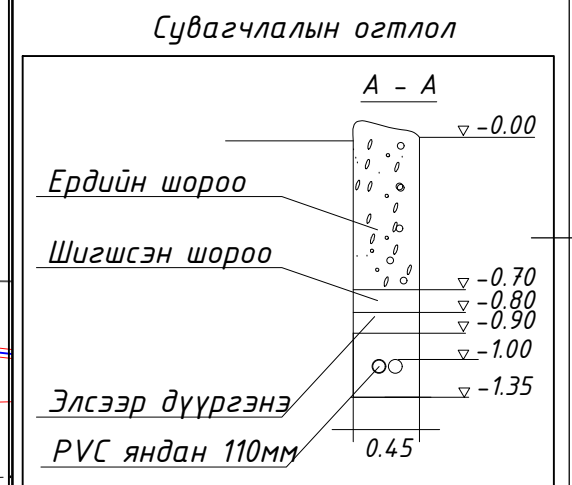 Сувагчлалын огтлол
А - А
-0.00
Ердийн шороо
Шигшсэн шороо
-0.70
-0.80
-0.90
-1.00
-1.35
Элсээр дүүргэнэ
PVC яндан 110мм
0.45